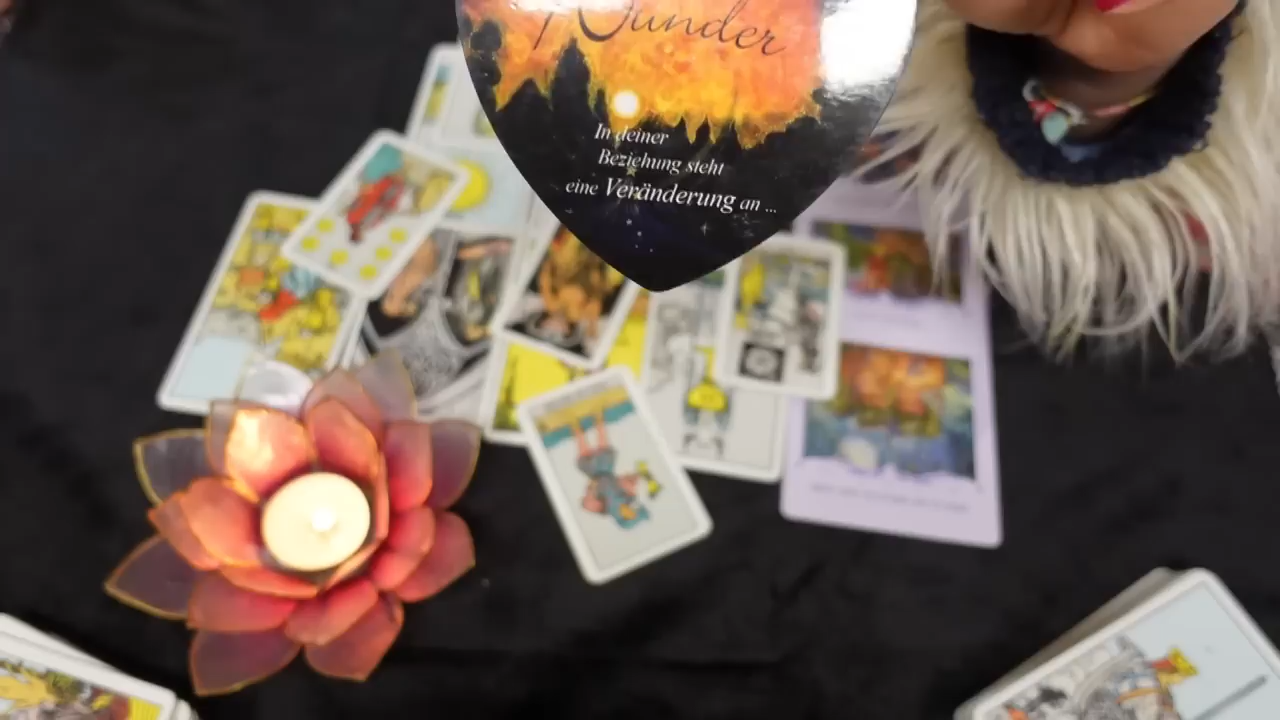 Wunder
In deiner
Beziehung steht
eine Veränderung an ...